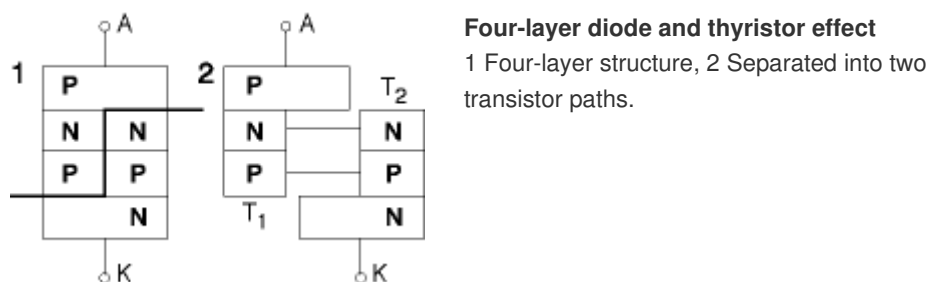 A
A
Four-layer diode and thyristor effect
1
P
2
P
T2
1 Four-layer structure, 2 Separated into two
transistor paths.
N
N
N
N
P
P
P
P
N
T1
N
K
K